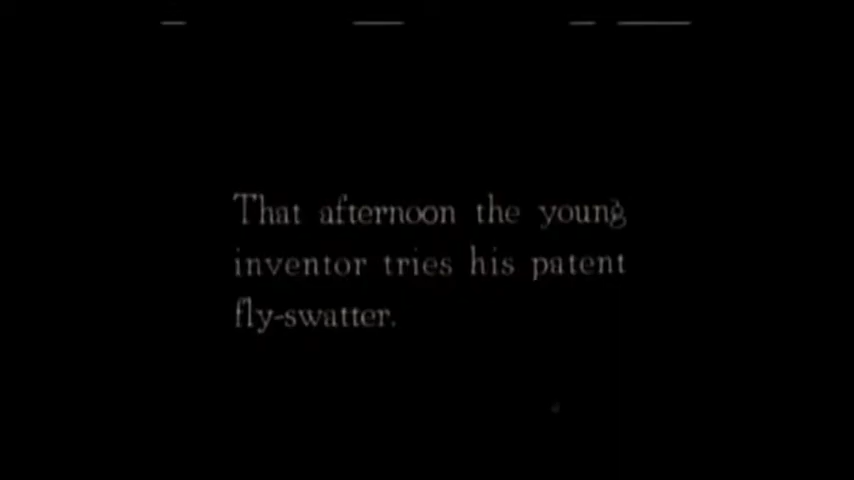 That afternoon the young
inventor tries his patent
fly-swatter.